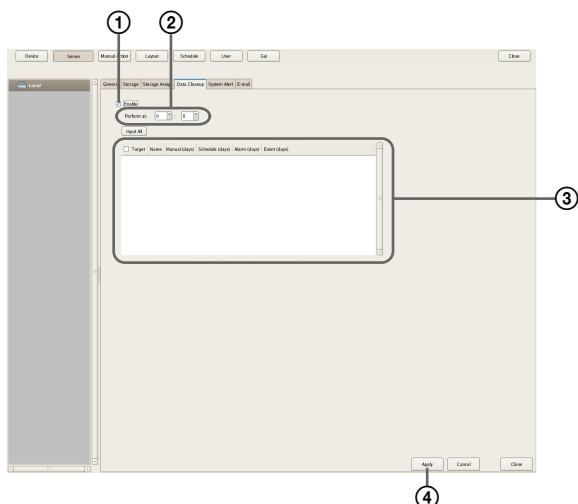 1 2
Device Server Manual Action Layout Schedule User Gui Close
Local
General Storage Storage Assign Data Cleanup System Alert E-mail
Enable
Perform at: 0 : 0
Input All
Target Name Manual (days) Schedule (days) Alarm (days) Event (days)
3
Apply Cancel Close
4